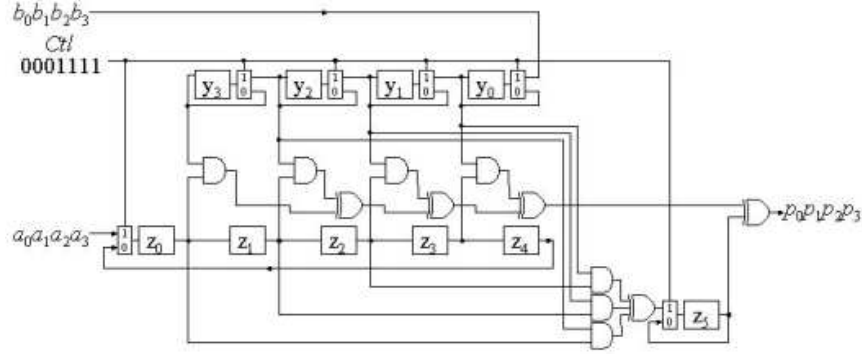 b₀b₁b₂b₃
Ctl
0001111
y₃ 1 0 y₂ 1 0 y₁ 1 0 y₀ 1 0
a₀a₁a₂a₃ 1 0 z₀ z₁ z₂ z₃ z₄
p₀p₁p₂p₃
1 0 z₅